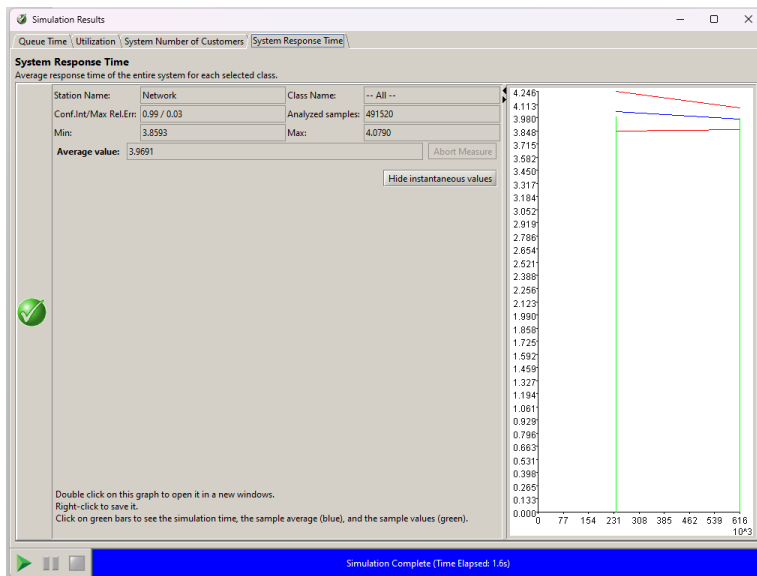 Simulation Results
Queue Time
Utilization
System Number of Customers
System Response Time
System Response Time
Average response time of the entire system for each selected class.
Station Name: Network Class Name: -- All --
Conf.Int/Max Rel.Err: 0.99 / 0.03 Analyzed samples: 491520
Min: 3.8593 Max: 4.0790
Average value: 3.9691 Abort Measure
Hide instantaneous values
Double click on this graph to open it in a new windows.
Right-click to save it.
Click on green bars to see the simulation time, the sample average (blue), and the sample values (green).
4.246
4.113
3.980
3.848
3.715
3.582
3.450
3.317
3.184
3.052
2.919
2.786
2.654
2.521
2.388
2.256
2.123
1.990
1.858
1.725
1.592
1.459
1.327
1.194
1.061
0.929
0.796
0.663
0.531
0.398
0.265
0.133
0.000
0 77 154 231 308 385 462 539 616
10^3
Simulation Complete (Time Elapsed: 1.6s)